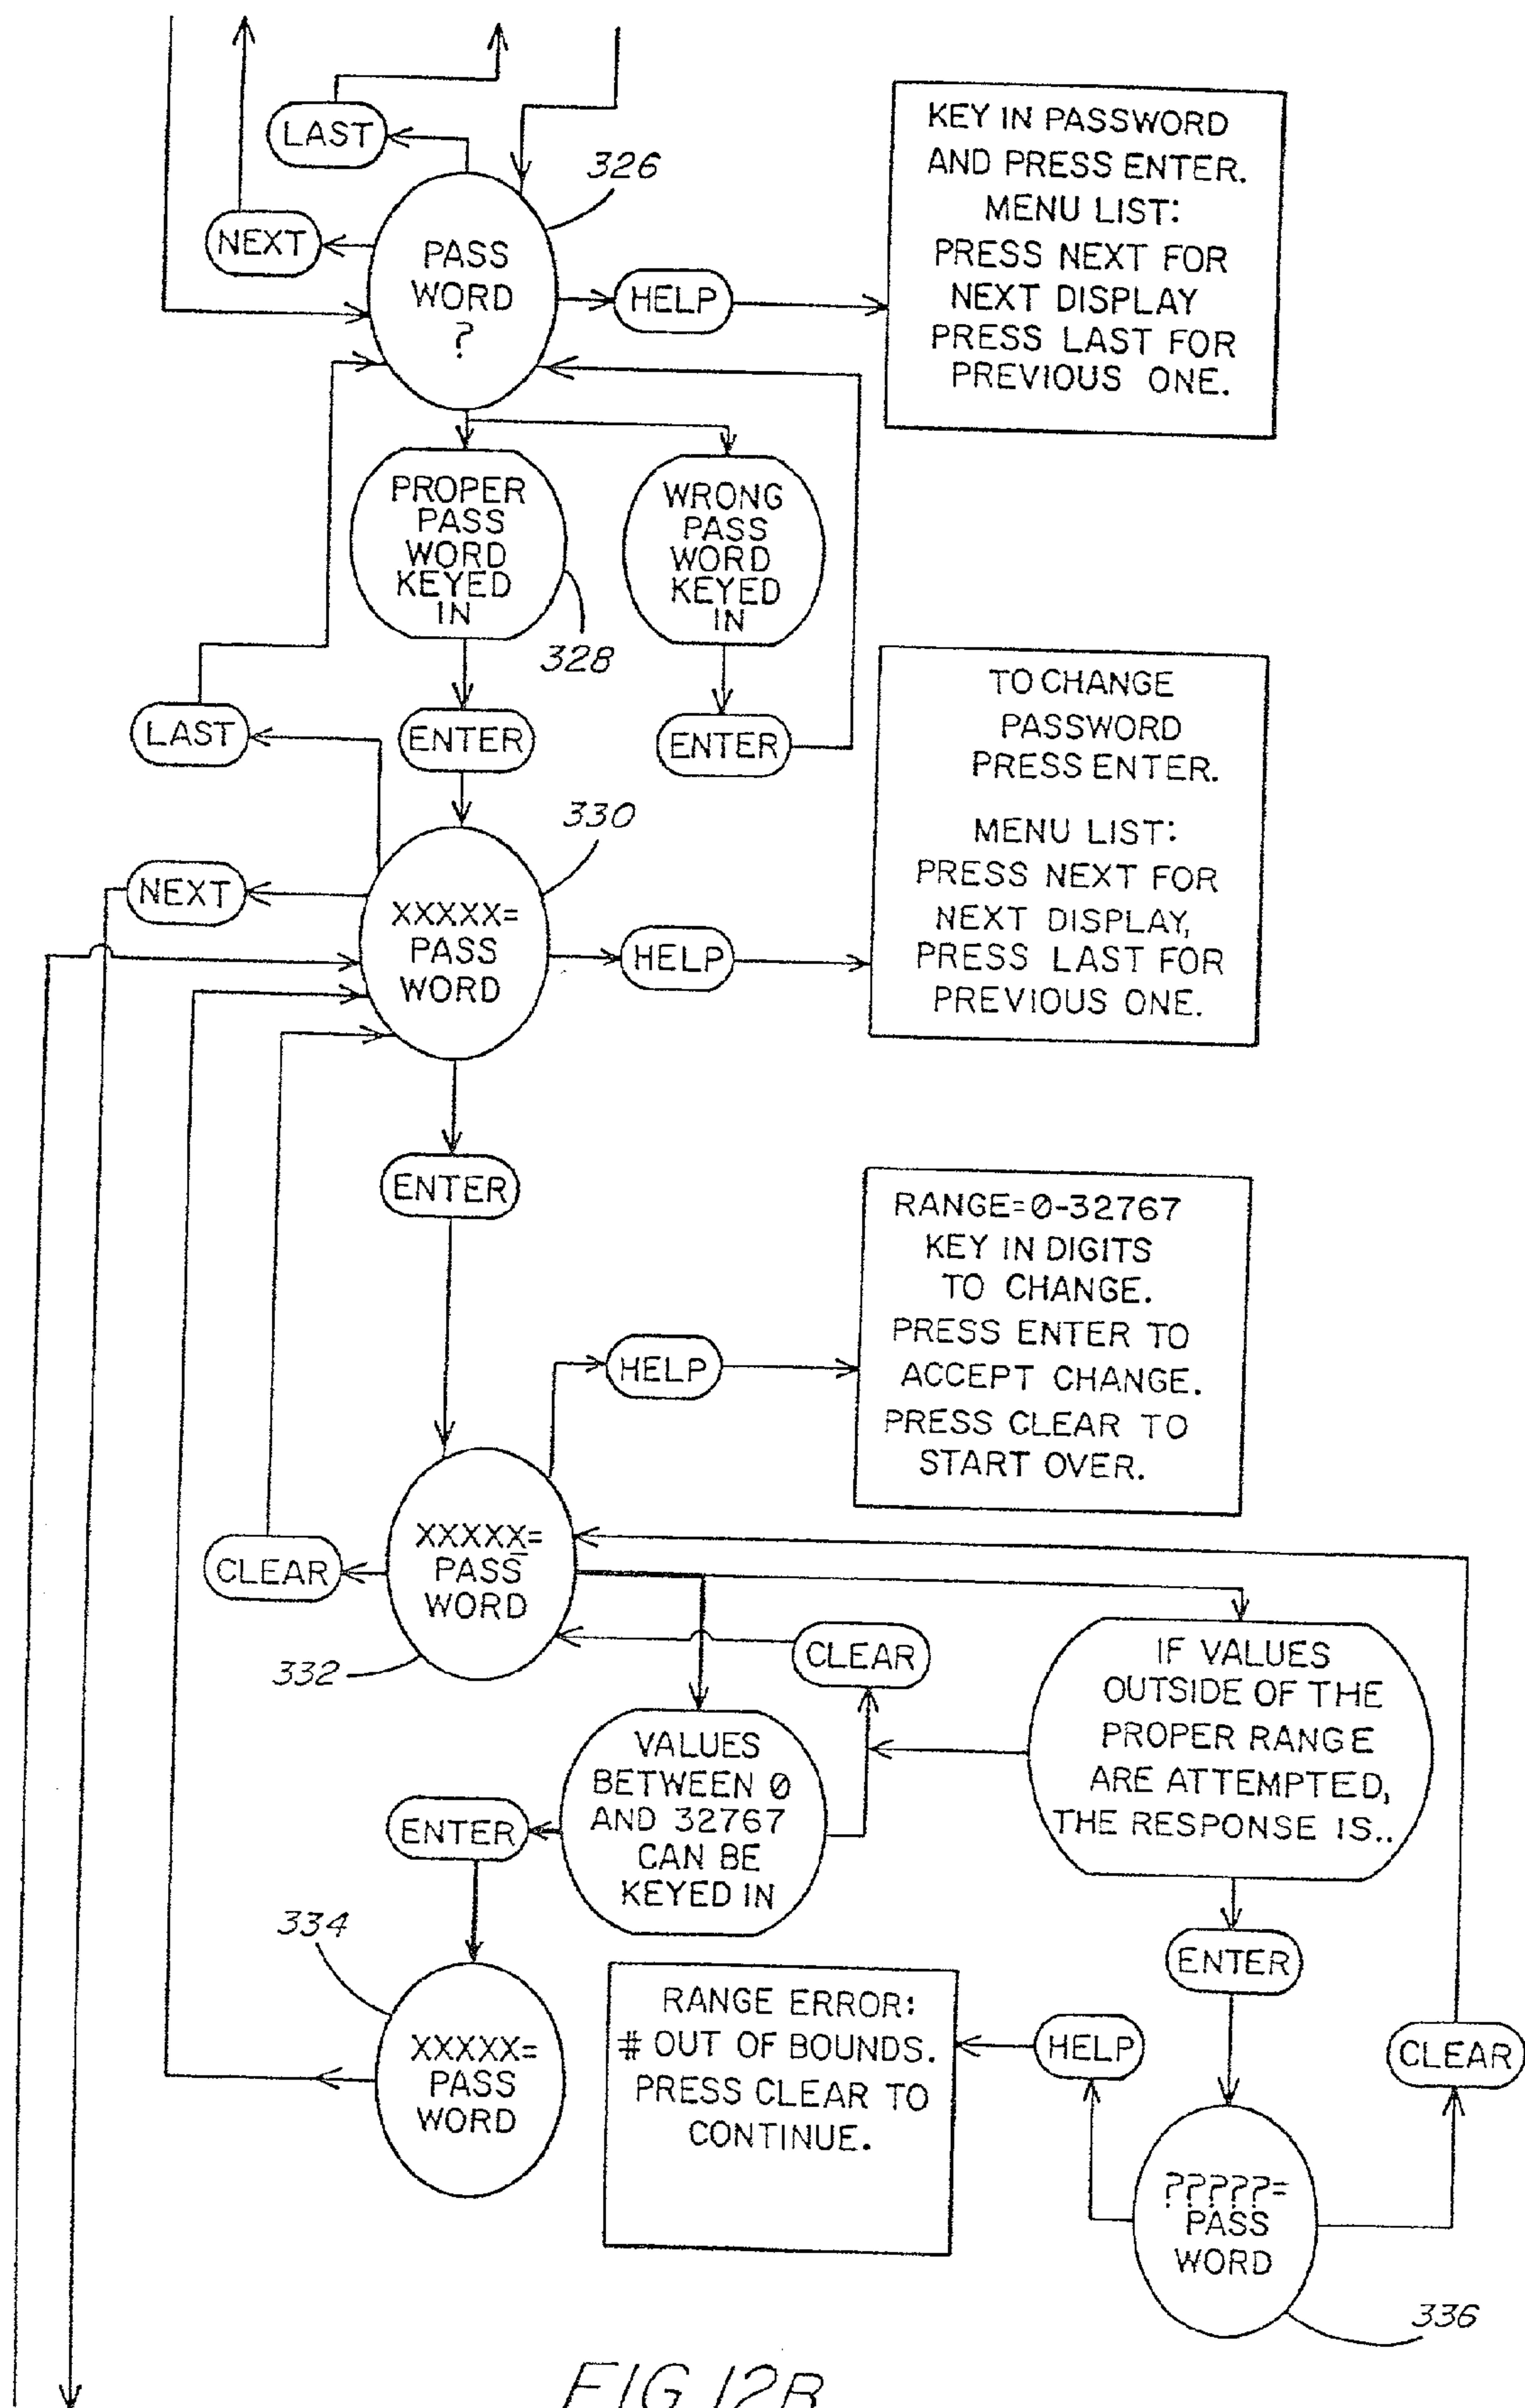 LAST
326
KEY IN PASSWORD
AND PRESS ENTER.
MENU LIST:
PRESS NEXT FOR
NEXT DISPLAY
PRESS LAST FOR
PREVIOUS ONE.
NEXT
PASS
WORD
?
HELP
PROPER
PASS
WORD
KEYED
IN
328
WRONG
PASS
WORD
KEYED
IN
LAST
ENTER
ENTER
TO CHANGE
PASSWORD
PRESS ENTER.
MENU LIST:
PRESS NEXT FOR
NEXT DISPLAY,
PRESS LAST FOR
PREVIOUS ONE.
330
NEXT
XXXXX=
PASS
WORD
HELP
ENTER
RANGE=0-32767
KEY IN DIGITS
TO CHANGE.
PRESS ENTER TO
ACCEPT CHANGE.
PRESS CLEAR TO
START OVER.
HELP
CLEAR
XXXXX=
PASS
WORD
332
CLEAR
IF VALUES
OUTSIDE OF THE
PROPER RANGE
ARE ATTEMPTED,
THE RESPONSE IS..
VALUES
BETWEEN 0
AND 32767
CAN BE
KEYED IN
ENTER
334
XXXXX=
PASS
WORD
ENTER
RANGE ERROR:
# OUT OF BOUNDS.
PRESS CLEAR TO
CONTINUE.
HELP
CLEAR
?????=
PASS
WORD
336
FIG.12B